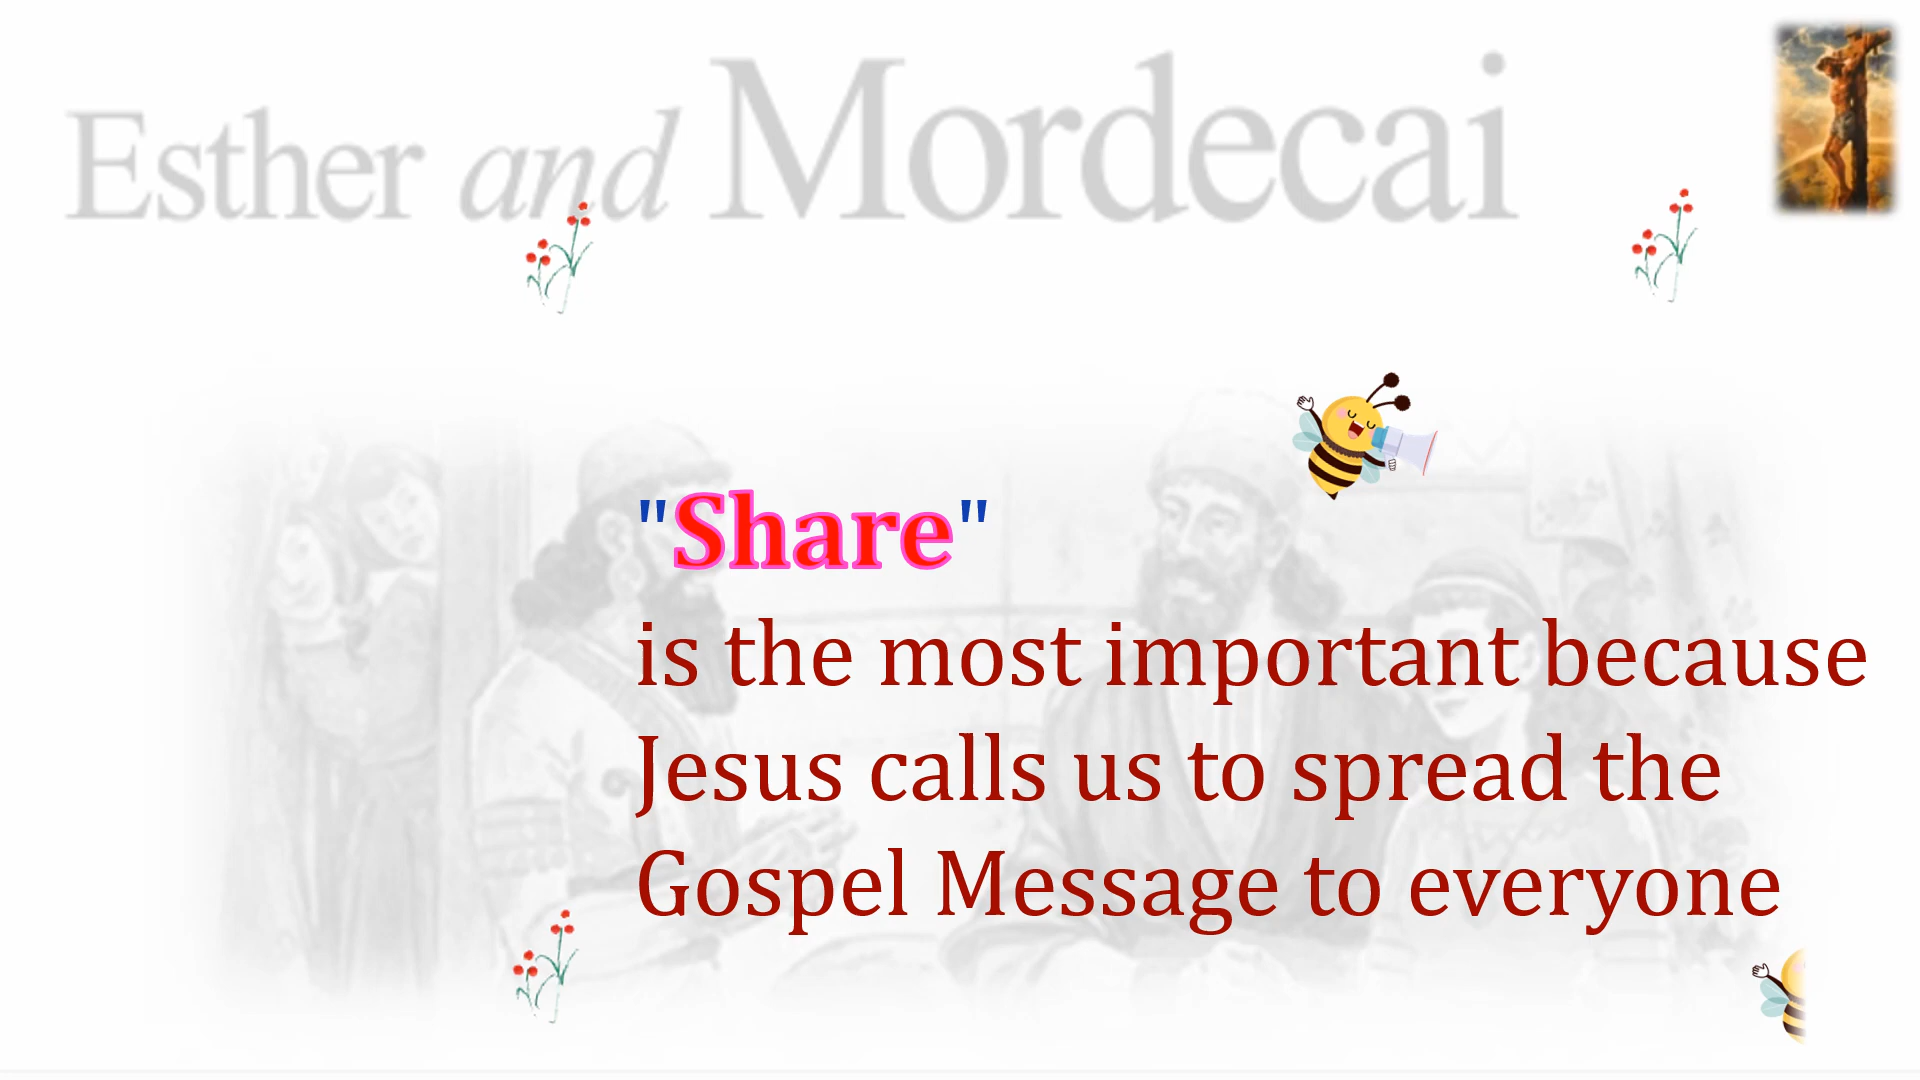 Esther and Mordecai
"Share"
is the most important because
Jesus calls us to spread the
Gospel Message to everyone